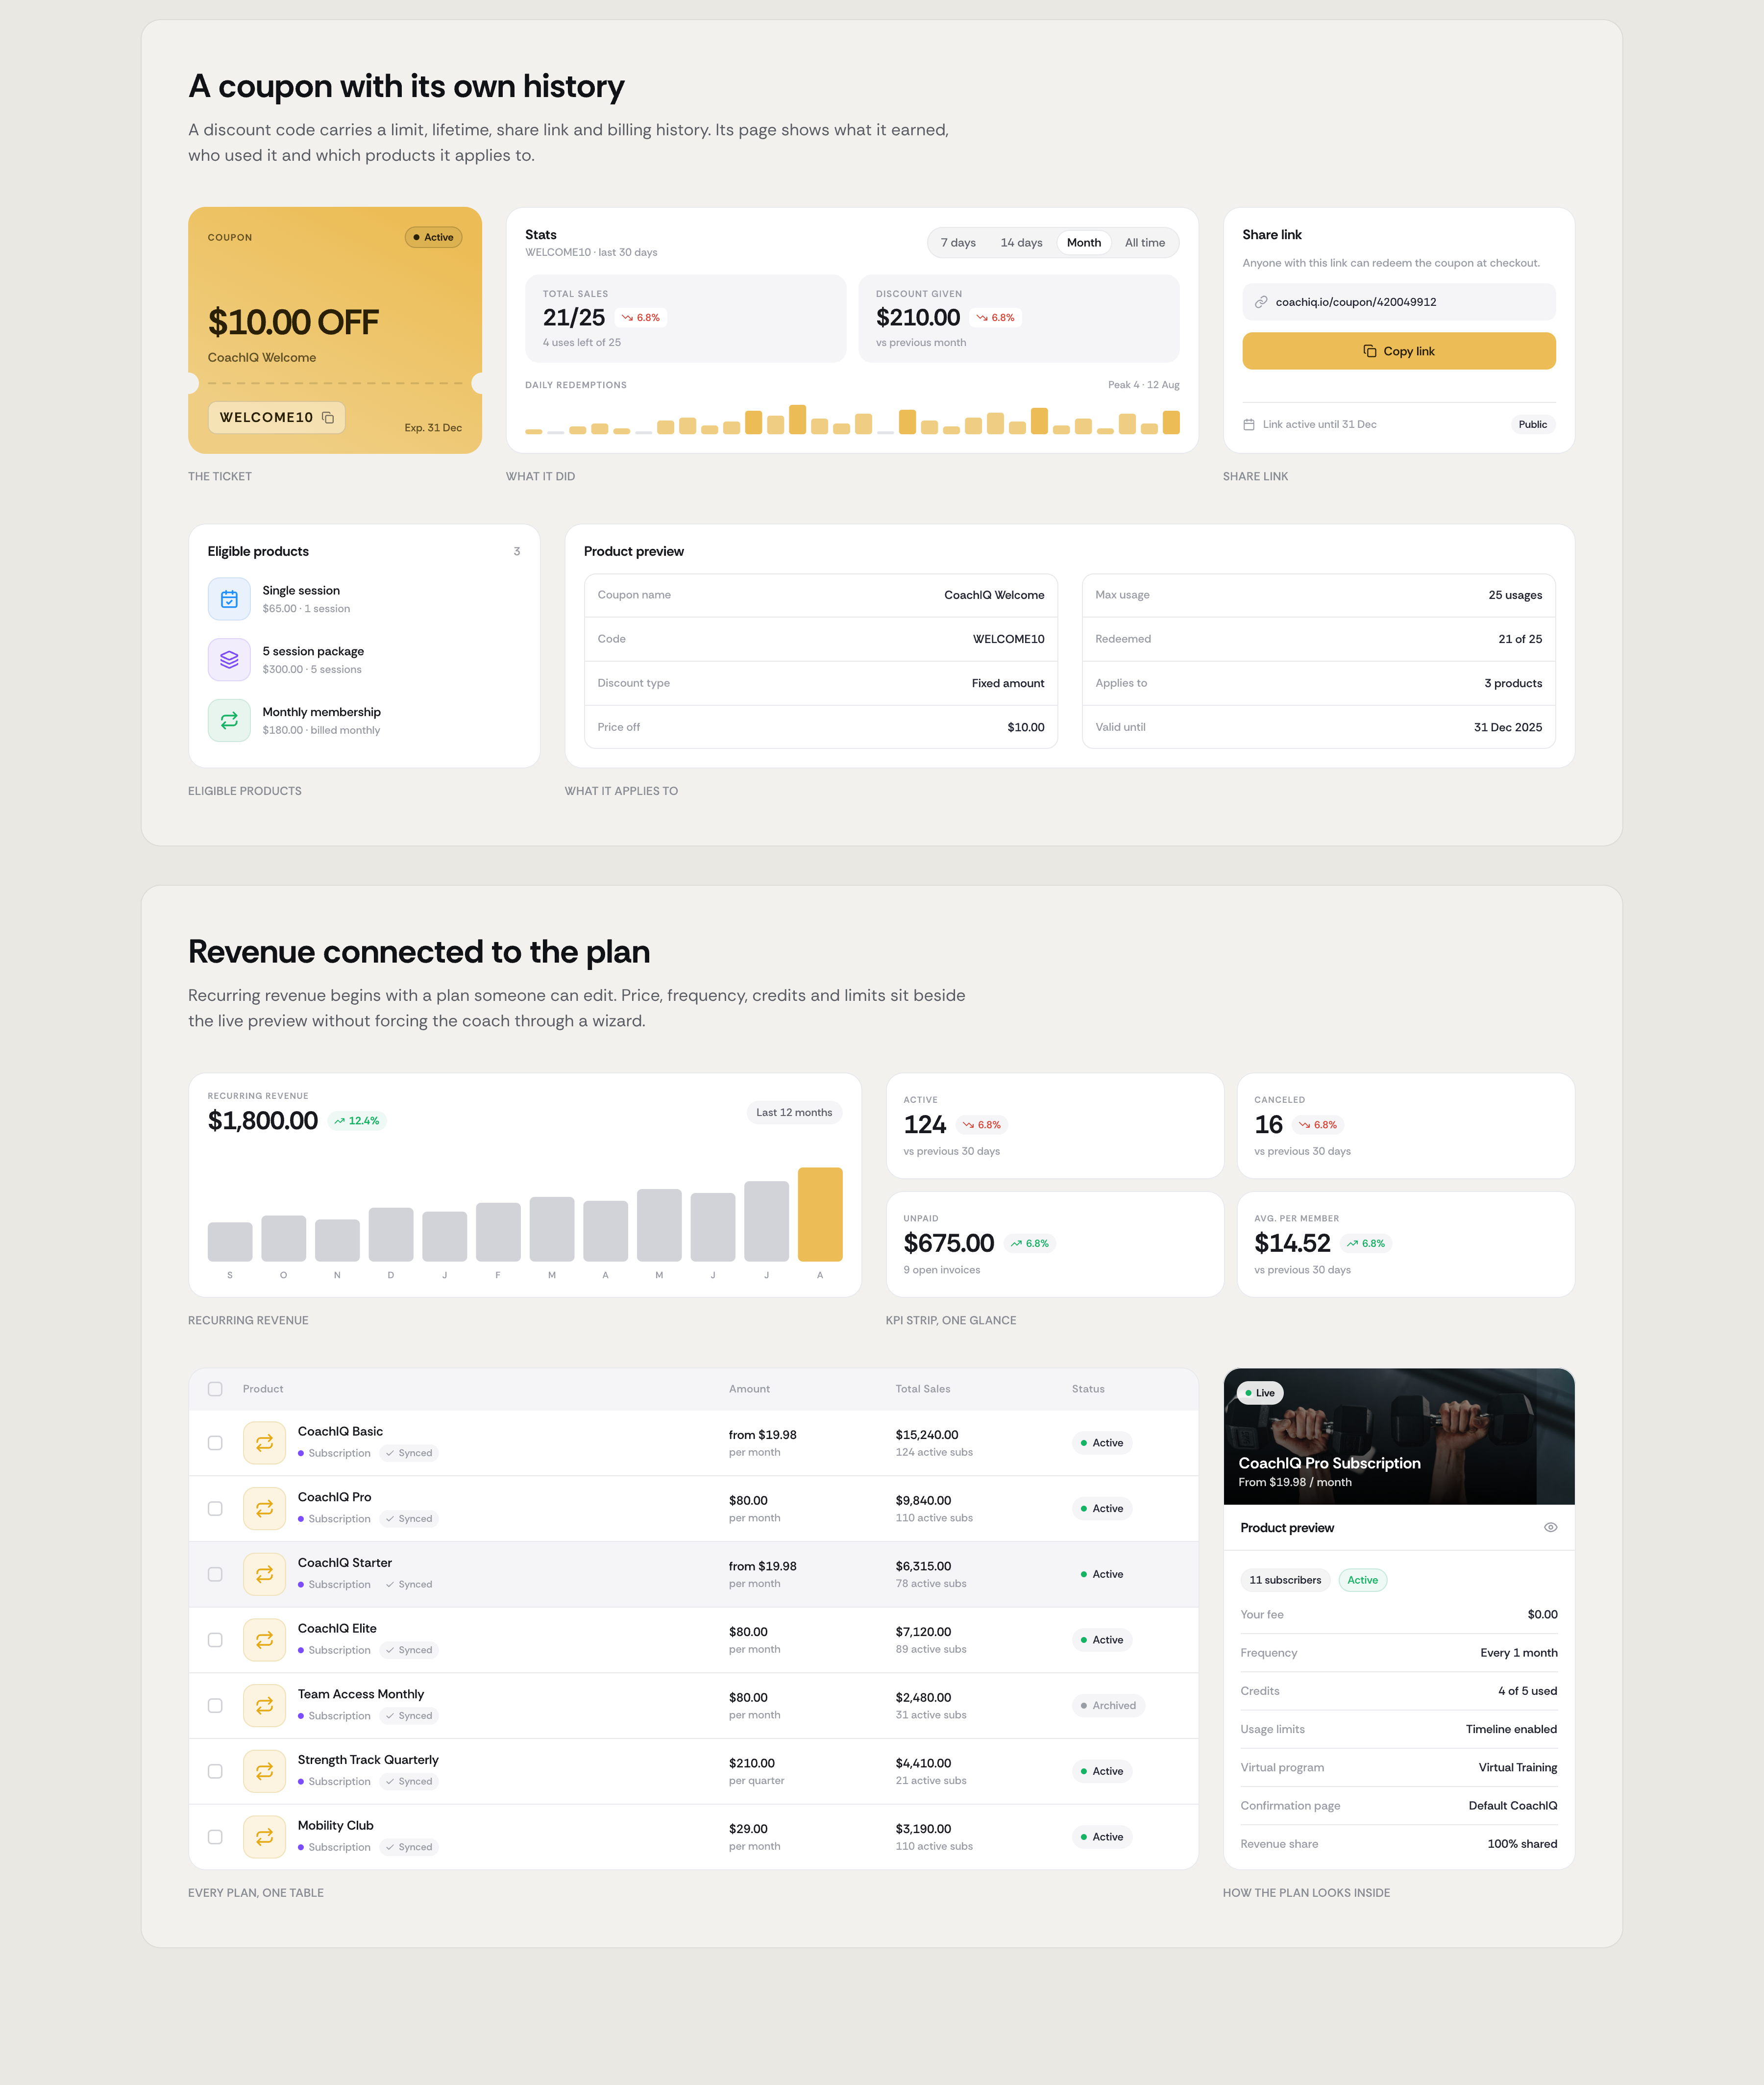 A coupon with its own history
A discount code carries a limit, lifetime, share link and billing history. Its page shows what it earned,
who used it and which products it applies to.
COUPON
Active
$10.00 OFF
CoachIQ Welcome
WELCOME10
Exp. 31 Dec
THE TICKET
Stats
WELCOME10 · last 30 days
7 days
14 days
Month
All time
TOTAL SALES
21/25
6.8%
4 uses left of 25
DISCOUNT GIVEN
$210.00
6.8%
vs previous month
DAILY REDEMPTIONS
Peak 4 · 12 Aug
WHAT IT DID
Share link
Anyone with this link can redeem the coupon at checkout.
coachiq.io/coupon/420049912
Copy link
Link active until 31 Dec
Public
SHARE LINK
Eligible products
3
Single session
$65.00 · 1 session
5 session package
$300.00 · 5 sessions
Monthly membership
$180.00 · billed monthly
ELIGIBLE PRODUCTS
Product preview
Coupon name
CoachIQ Welcome
Code
WELCOME10
Discount type
Fixed amount
Price off
$10.00
Max usage
25 usages
Redeemed
21 of 25
Applies to
3 products
Valid until
31 Dec 2025
WHAT IT APPLIES TO
Revenue connected to the plan
Recurring revenue begins with a plan someone can edit. Price, frequency, credits and limits sit beside
the live preview without forcing the coach through a wizard.
RECURRING REVENUE
$1,800.00
12.4%
Last 12 months
S O N D J F M A M J J A
RECURRING REVENUE
ACTIVE
124
6.8%
vs previous 30 days
CANCELED
16
6.8%
vs previous 30 days
UNPAID
$675.00
6.8%
9 open invoices
AVG. PER MEMBER
$14.52
6.8%
vs previous 30 days
KPI STRIP, ONE GLANCE
Product Amount Total Sales Status
CoachIQ Basic
Subscription
Synced
from $19.98
per month
$15,240.00
124 active subs
Active
CoachIQ Pro
Subscription
Synced
$80.00
per month
$9,840.00
110 active subs
Active
CoachIQ Starter
Subscription
Synced
from $19.98
per month
$6,315.00
78 active subs
Active
CoachIQ Elite
Subscription
Synced
$80.00
per month
$7,120.00
89 active subs
Active
Team Access Monthly
Subscription
Synced
$80.00
per month
$2,480.00
31 active subs
Archived
Strength Track Quarterly
Subscription
Synced
$210.00
per quarter
$4,410.00
21 active subs
Active
Mobility Club
Subscription
Synced
$29.00
per month
$3,190.00
110 active subs
Active
EVERY PLAN, ONE TABLE
Live
CoachIQ Pro Subscription
From $19.98 / month
Product preview
11 subscribers
Active
Your fee
$0.00
Frequency
Every 1 month
Credits
4 of 5 used
Usage limits
Timeline enabled
Virtual program
Virtual Training
Confirmation page
Default CoachIQ
Revenue share
100% shared
HOW THE PLAN LOOKS INSIDE